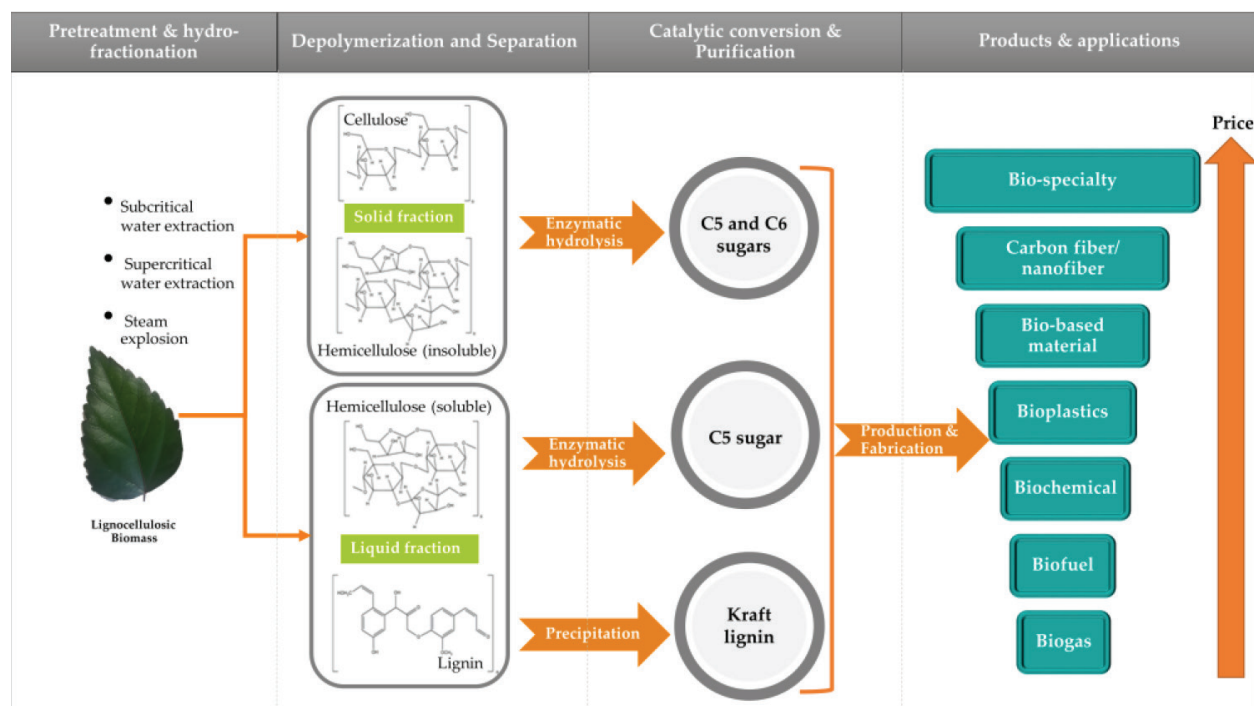 Pretreatment & hydro-
fractionation
Depolymerization and Separation
Catalytic conversion &
Purification
Products & applications
• Subcritical
water extraction
• Supercritical
water extraction
• Steam
explosion
Lignocellulosic
Biomass
Cellulose
Solid fraction
Hemicellulose (insoluble)
Hemicellulose (soluble)
Liquid fraction
Lignin
Enzymatic
hydrolysis
Enzymatic
hydrolysis
Precipitation
C5 and C6
sugars
C5 sugar
Kraft
lignin
Production &
Fabrication
Price
Bio-specialty
Carbon fiber/
nanofiber
Bio-based
material
Bioplastics
Biochemical
Biofuel
Biogas